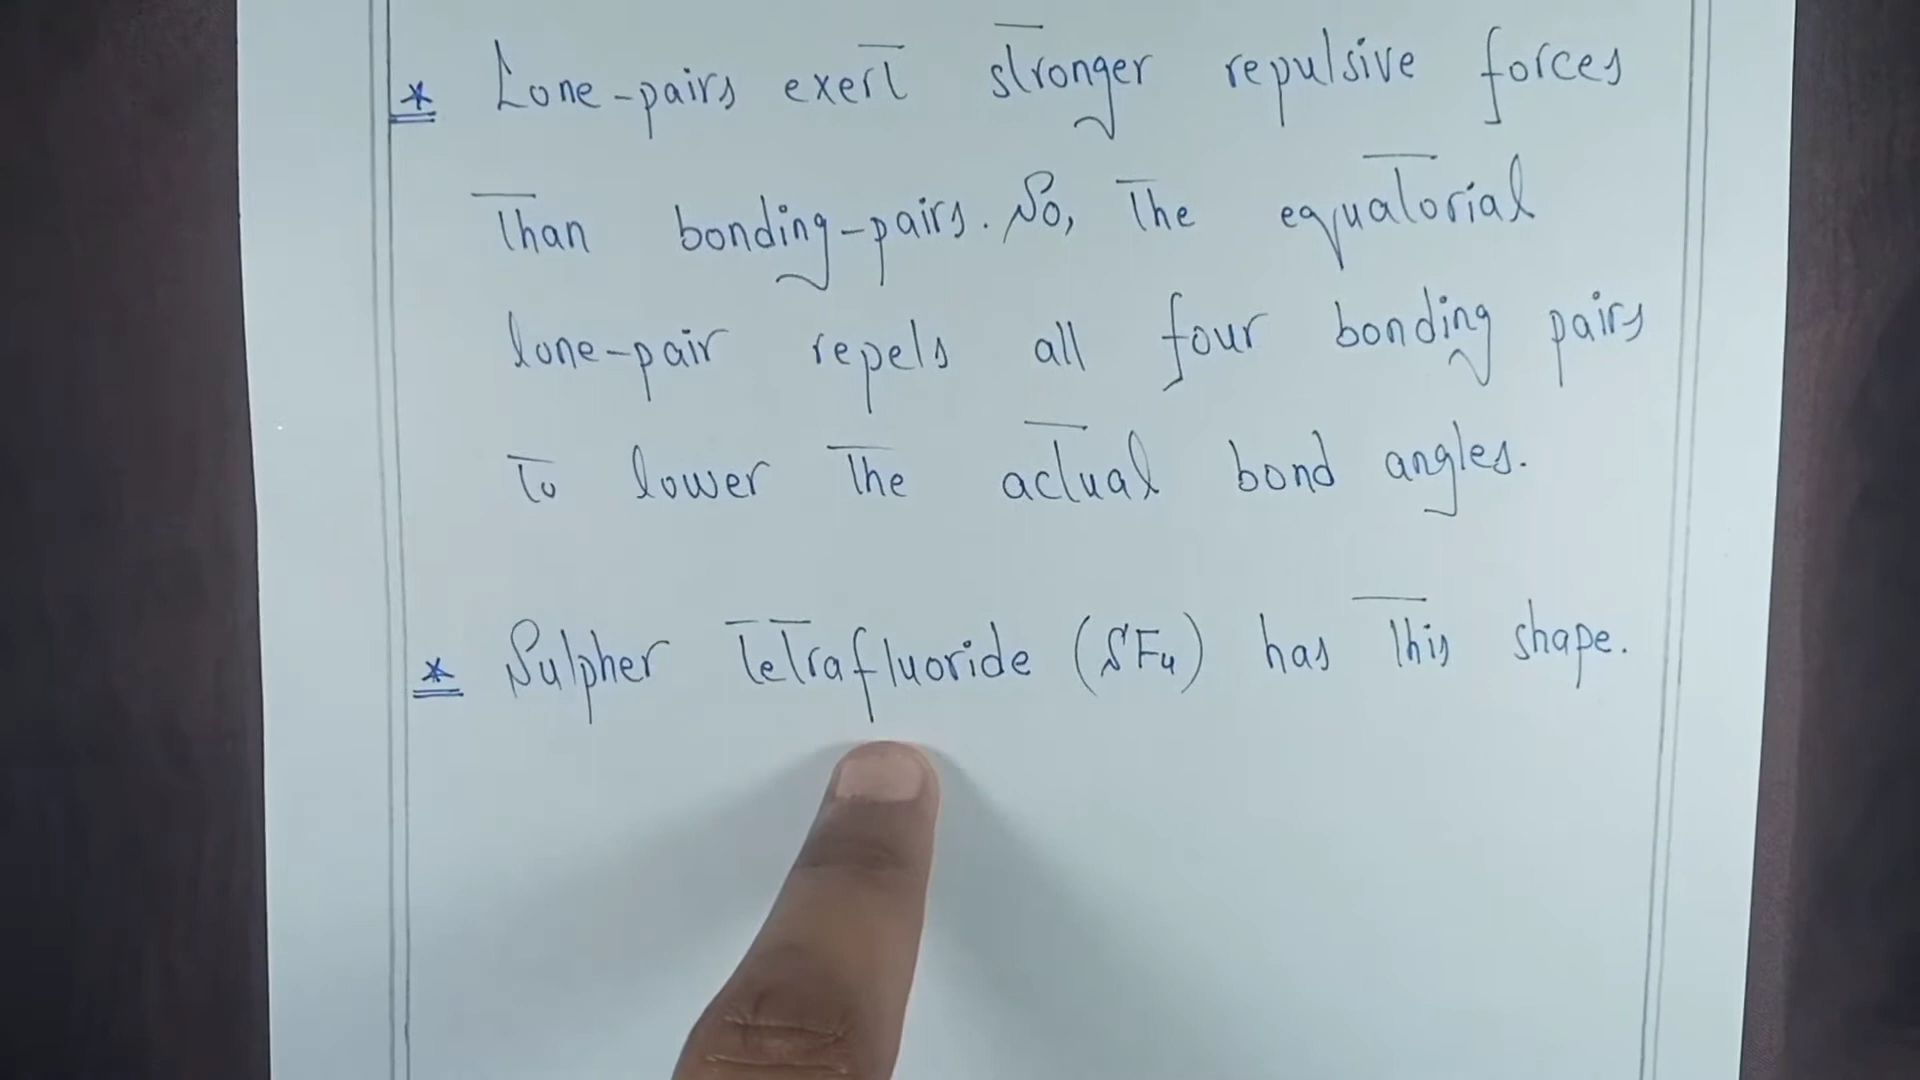 * Lone-pairs exert stronger repulsive forces
than bonding-pairs. So, the equatorial
lone-pair repels all four bonding pairs
to lower the actual bond angles.
* Sulpher tetrafluoride (SF₄) has this shape.